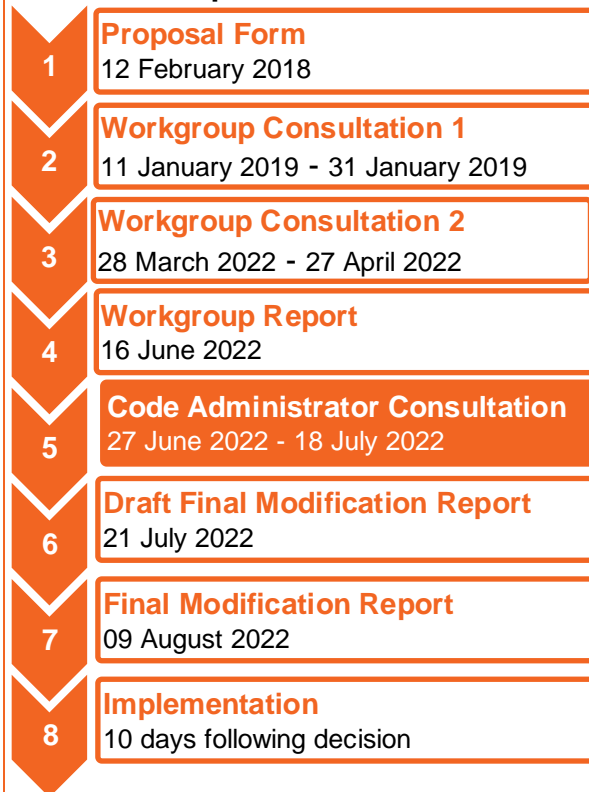 1
Proposal Form
12 February 2018
2
Workgroup Consultation 1
11 January 2019 - 31 January 2019
3
Workgroup Consultation 2
28 March 2022 - 27 April 2022
4
Workgroup Report
16 June 2022
5
Code Administrator Consultation
27 June 2022 - 18 July 2022
6
Draft Final Modification Report
21 July 2022
7
Final Modification Report
09 August 2022
8
Implementation
10 days following decision